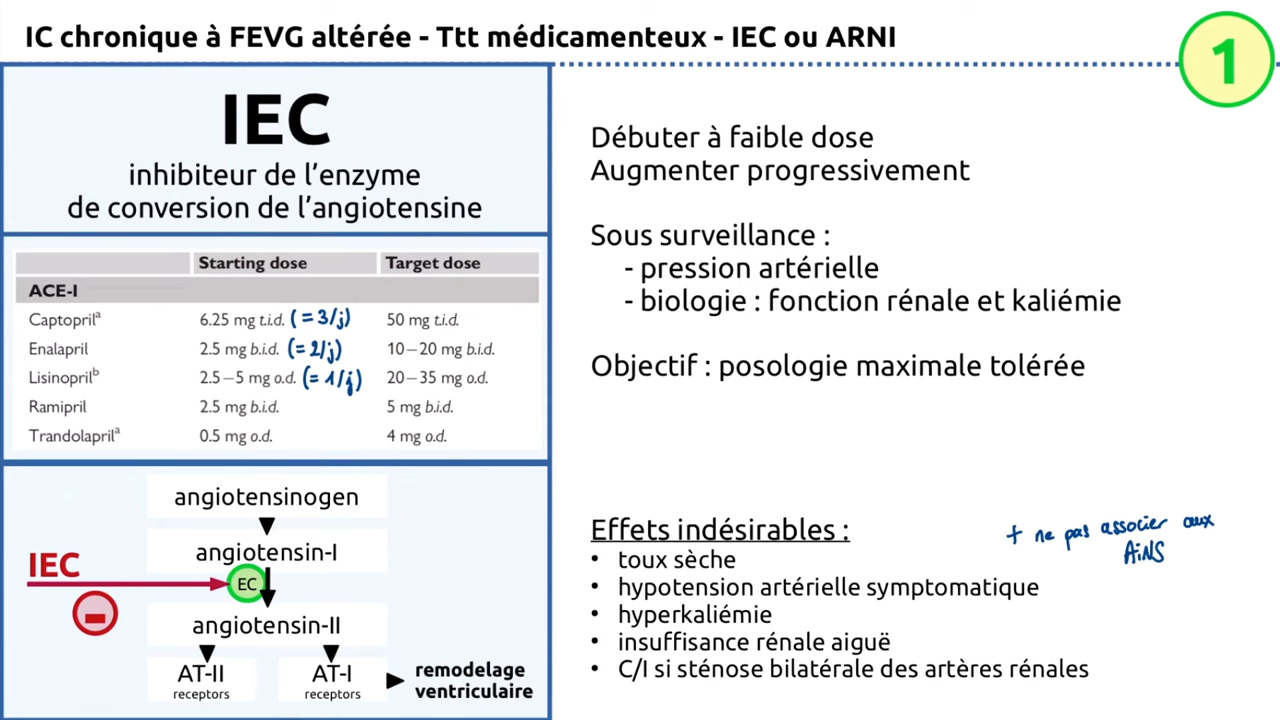 IC chronique à FEVG altérée - Ttt médicamenteux - IEC ou ARNI
1
IEC
inhibiteur de l’enzyme
de conversion de l’angiotensine
Starting dose Target dose
ACE-I
Captoprilᵃ 6.25 mg t.i.d. (= 3/j) 50 mg t.i.d.
Enalapril 2.5 mg b.i.d. (= 2/j) 10–20 mg b.i.d.
Lisinoprilᵇ 2.5–5 mg o.d. (= 1/j) 20–35 mg o.d.
Ramipril 2.5 mg b.i.d. 5 mg b.i.d.
Trandolaprilᵃ 0.5 mg o.d. 4 mg o.d.
angiotensinogen
angiotensin-I
IEC
EC
angiotensin-II
AT-II
receptors
AT-I
receptors
remodelage
ventriculaire
Débuter à faible dose
Augmenter progressivement
Sous surveillance :
- pression artérielle
- biologie : fonction rénale et kaliémie
Objectif : posologie maximale tolérée
Effets indésirables :
• toux sèche
• hypotension artérielle symptomatique
• hyperkaliémie
• insuffisance rénale aiguë
• C/I si sténose bilatérale des artères rénales
+ ne pas associer aux
AiNS